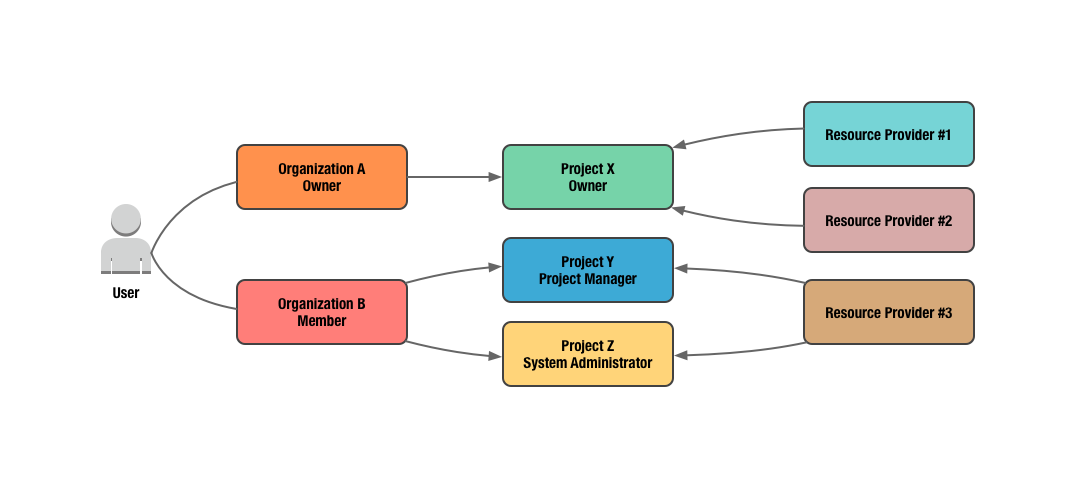 User
Organization A
Owner
Organization B
Member
Project X
Owner
Project Y
Project Manager
Project Z
System Administrator
Resource Provider #1
Resource Provider #2
Resource Provider #3